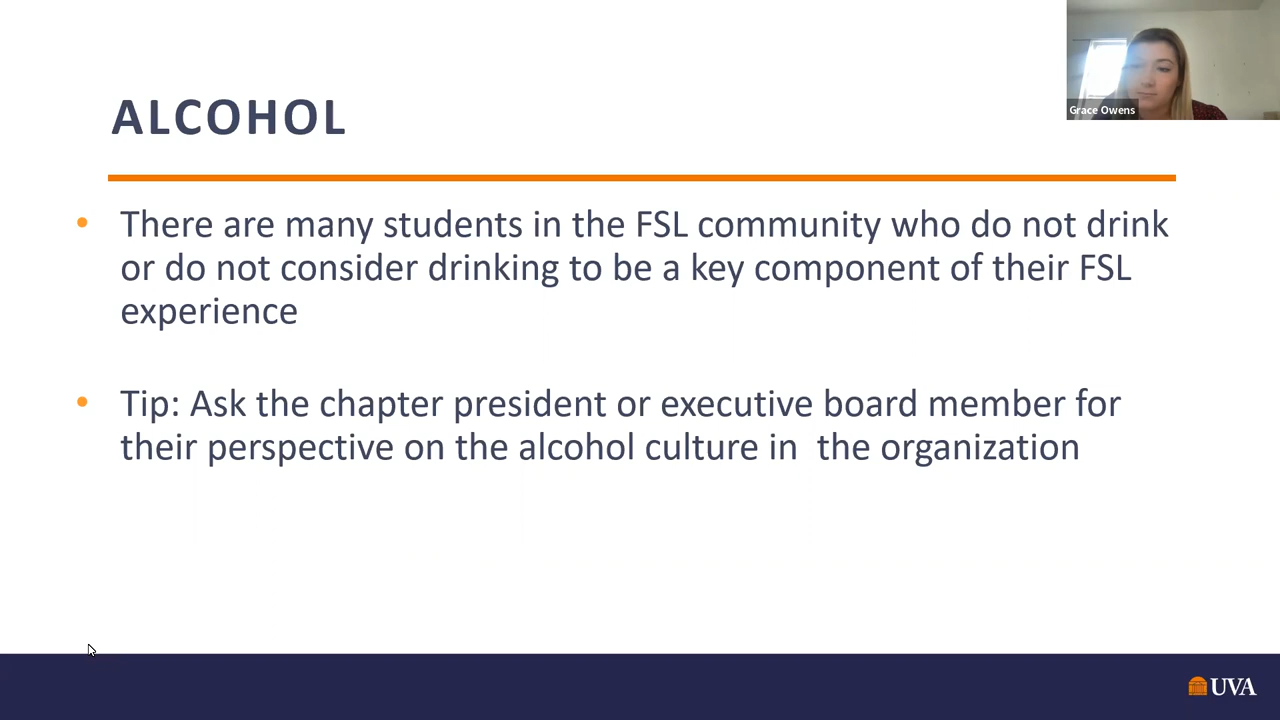 Grace Owens
ALCOHOL
• There are many students in the FSL community who do not drink
or do not consider drinking to be a key component of their FSL
experience
• Tip: Ask the chapter president or executive board member for
their perspective on the alcohol culture in  the organization
UVA